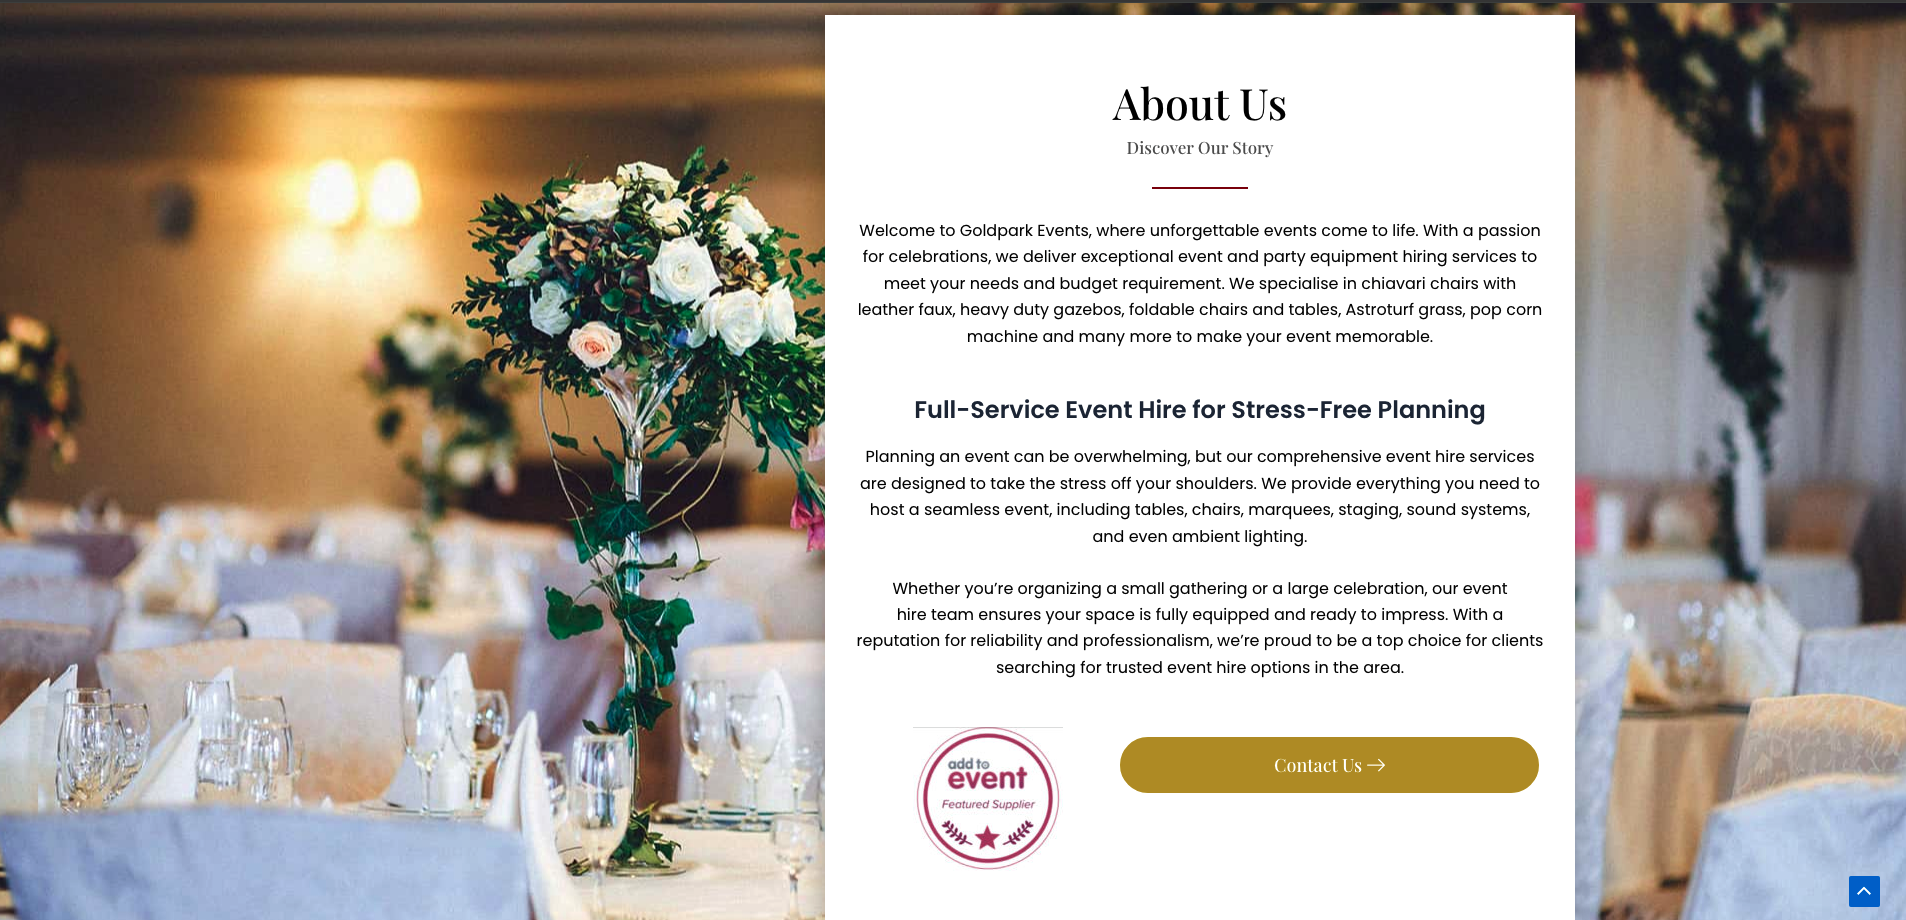 About Us
Discover Our Story
Welcome to Goldpark Events, where unforgettable events come to life. With a passion
for celebrations, we deliver exceptional event and party equipment hiring services to
meet your needs and budget requirement. We specialise in chiavari chairs with
leather faux, heavy duty gazebos, foldable chairs and tables, Astroturf grass, pop corn
machine and many more to make your event memorable.
Full-Service Event Hire for Stress-Free Planning
Planning an event can be overwhelming, but our comprehensive event hire services
are designed to take the stress off your shoulders. We provide everything you need to
host a seamless event, including tables, chairs, marquees, staging, sound systems,
and even ambient lighting.
Whether you’re organizing a small gathering or a large celebration, our event
hire team ensures your space is fully equipped and ready to impress. With a
reputation for reliability and professionalism, we’re proud to be a top choice for clients
searching for trusted event hire options in the area.
add to
event
Featured Supplier
Contact Us →